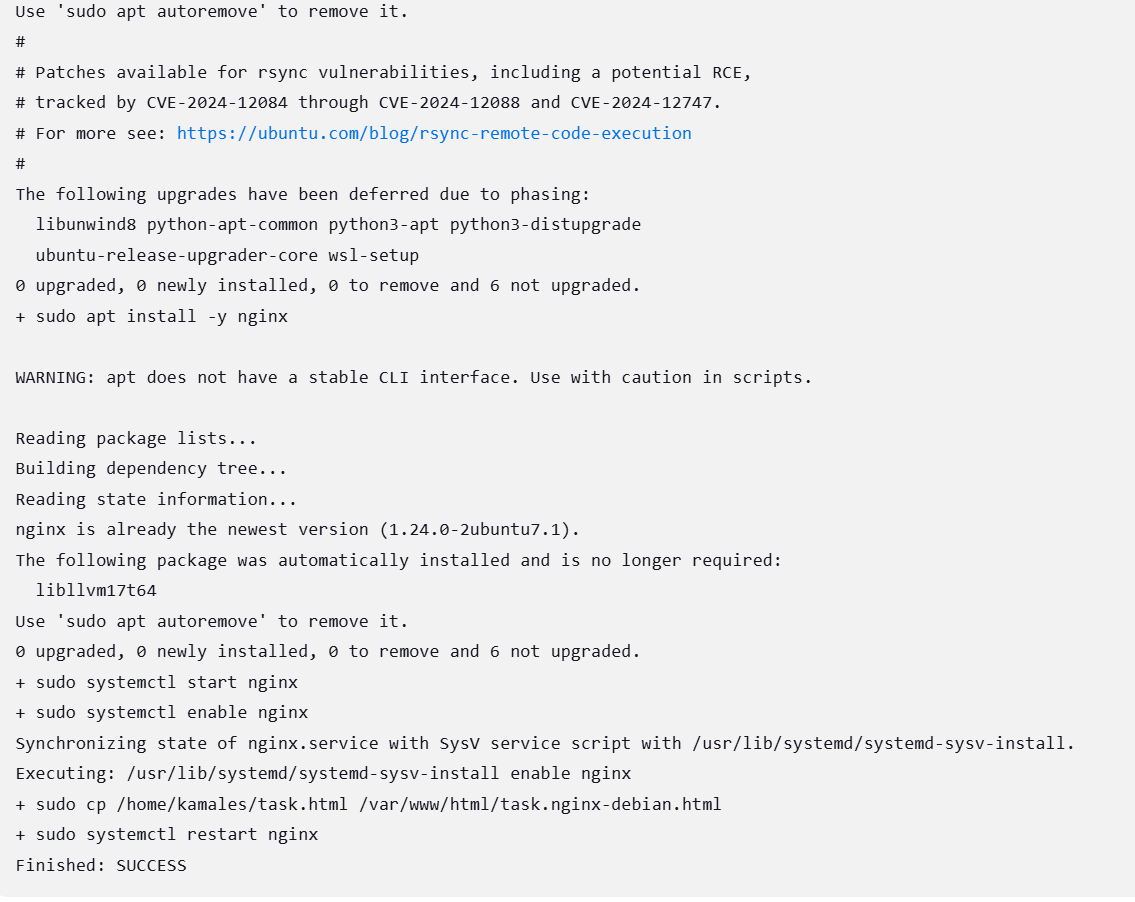 Use 'sudo apt autoremove' to remove it.
#
# Patches available for rsync vulnerabilities, including a potential RCE,
# tracked by CVE-2024-12084 through CVE-2024-12088 and CVE-2024-12747.
# For more see: https://ubuntu.com/blog/rsync-remote-code-execution
#
The following upgrades have been deferred due to phasing:
  libunwind8 python-apt-common python3-apt python3-distupgrade
  ubuntu-release-upgrader-core wsl-setup
0 upgraded, 0 newly installed, 0 to remove and 6 not upgraded.
+ sudo apt install -y nginx

WARNING: apt does not have a stable CLI interface. Use with caution in scripts.

Reading package lists...
Building dependency tree...
Reading state information...
nginx is already the newest version (1.24.0-2ubuntu7.1).
The following package was automatically installed and is no longer required:
  libllvm17t64
Use 'sudo apt autoremove' to remove it.
0 upgraded, 0 newly installed, 0 to remove and 6 not upgraded.
+ sudo systemctl start nginx
+ sudo systemctl enable nginx
Synchronizing state of nginx.service with SysV service script with /usr/lib/systemd/systemd-sysv-install.
Executing: /usr/lib/systemd/systemd-sysv-install enable nginx
+ sudo cp /home/kamales/task.html /var/www/html/task.nginx-debian.html
+ sudo systemctl restart nginx
Finished: SUCCESS